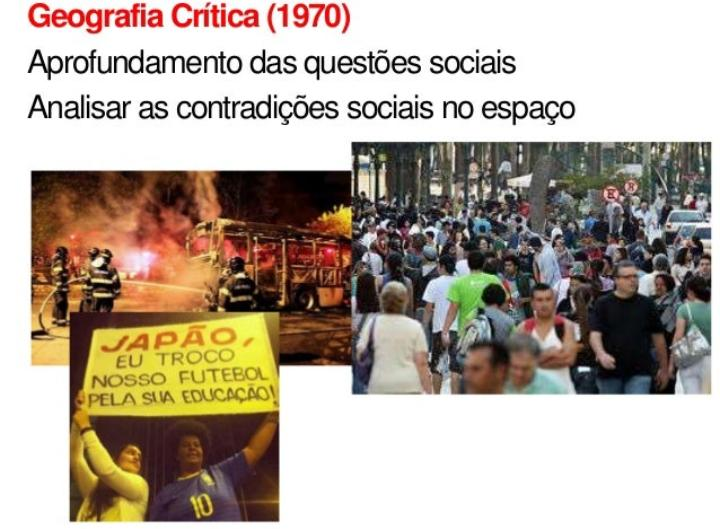 Geografia Crítica (1970)
Aprofundamento das questões sociais
Analisar as contradições sociais no espaço
JAPÃO,
EU TROCO
NOSSO FUTEBOL
PELA SUA EDUCAÇÃO!
10